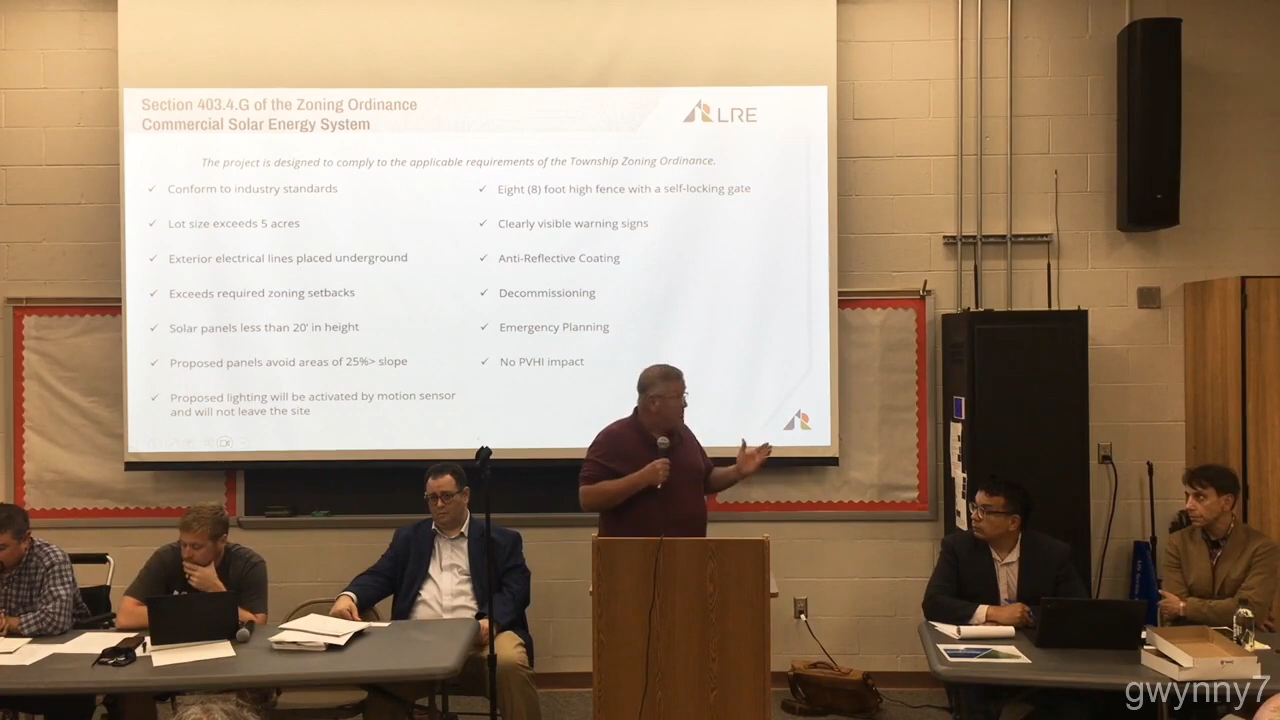 Section 403.4.G of the Zoning Ordinance
Commercial Solar Energy System
LRE
The project is designed to comply to the applicable requirements of the Township Zoning Ordinance.
✓ Conform to industry standards
✓ Lot size exceeds 5 acres
✓ Exterior electrical lines placed underground
✓ Exceeds required zoning setbacks
✓ Solar panels less than 20' in height
✓ Proposed panels avoid areas of 25%> slope
✓ Proposed lighting will be activated by motion sensor
and will not leave the site
✓ Eight (8) foot high fence with a self-locking gate
✓ Clearly visible warning signs
✓ Anti-Reflective Coating
✓ Decommissioning
✓ Emergency Planning
✓ No PVHI impact
gwynny7